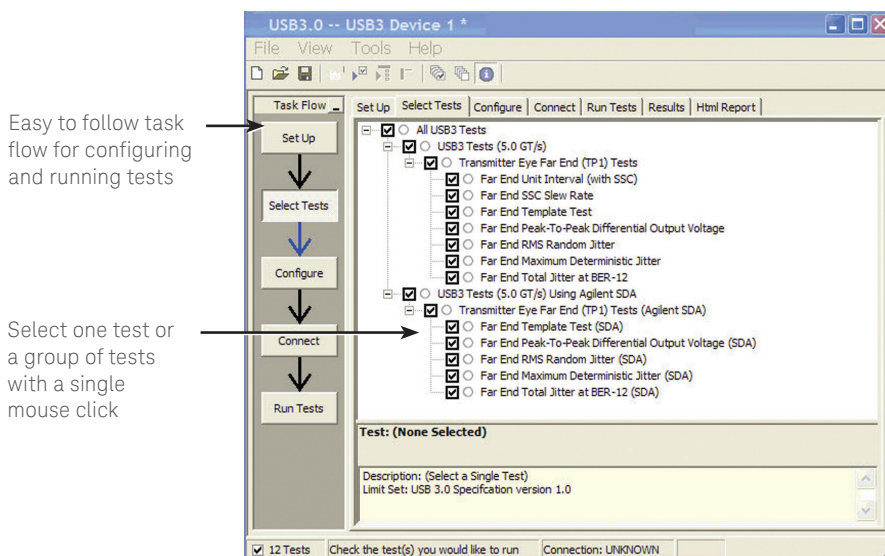 USB3.0 -- USB3 Device 1 *
File View Tools Help
Task Flow
Set Up
Select Tests
Configure
Connect
Run Tests
Set Up Select Tests Configure Connect Run Tests Results Html Report
All USB3 Tests
USB3 Tests (5.0 GT/s)
Transmitter Eye Far End (TP1) Tests
Far End Unit Interval (with SSC)
Far End SSC Slew Rate
Far End Template Test
Far End Peak-To-Peak Differential Output Voltage
Far End RMS Random Jitter
Far End Maximum Deterministic Jitter
Far End Total Jitter at BER-12
USB3 Tests (5.0 GT/s) Using Agilent SDA
Transmitter Eye Far End (TP1) Tests (Agilent SDA)
Far End Template Test (SDA)
Far End Peak-To-Peak Differential Output Voltage (SDA)
Far End RMS Random Jitter (SDA)
Far End Maximum Deterministic Jitter (SDA)
Far End Total Jitter at BER-12 (SDA)
Test: (None Selected)
Description: (Select a Single Test)
Limit Set: USB 3.0 Specifcation version 1.0
12 Tests Check the test(s) you would like to run Connection: UNKNOWN
Easy to follow task
flow for configuring
and running tests
Select one test or
a group of tests
with a single
mouse click